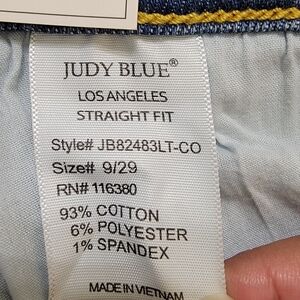 JUDY BLUE®
LOS ANGELES
STRAIGHT FIT
Style# JB82483LT-CO
Size# 9/29
RN# 116380
93% COTTON
6% POLYESTER
1% SPANDEX
MADE IN VIETNAM